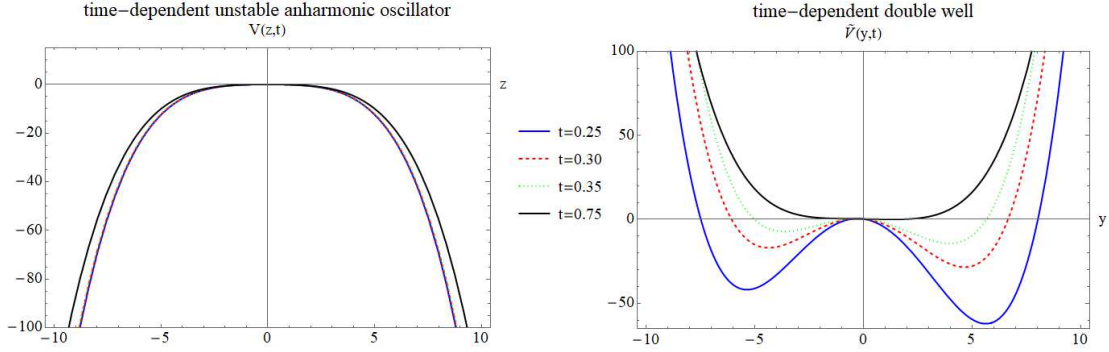 time−dependent unstable anharmonic oscillator
V(z,t)
0
−20
−40
−60
−80
−100
−10
−5
0
5
10
z
t=0.25
t=0.30
t=0.35
t=0.75
time−dependent double well
Ṽ(y,t)
100
50
0
−50
−10
−5
0
5
10
y